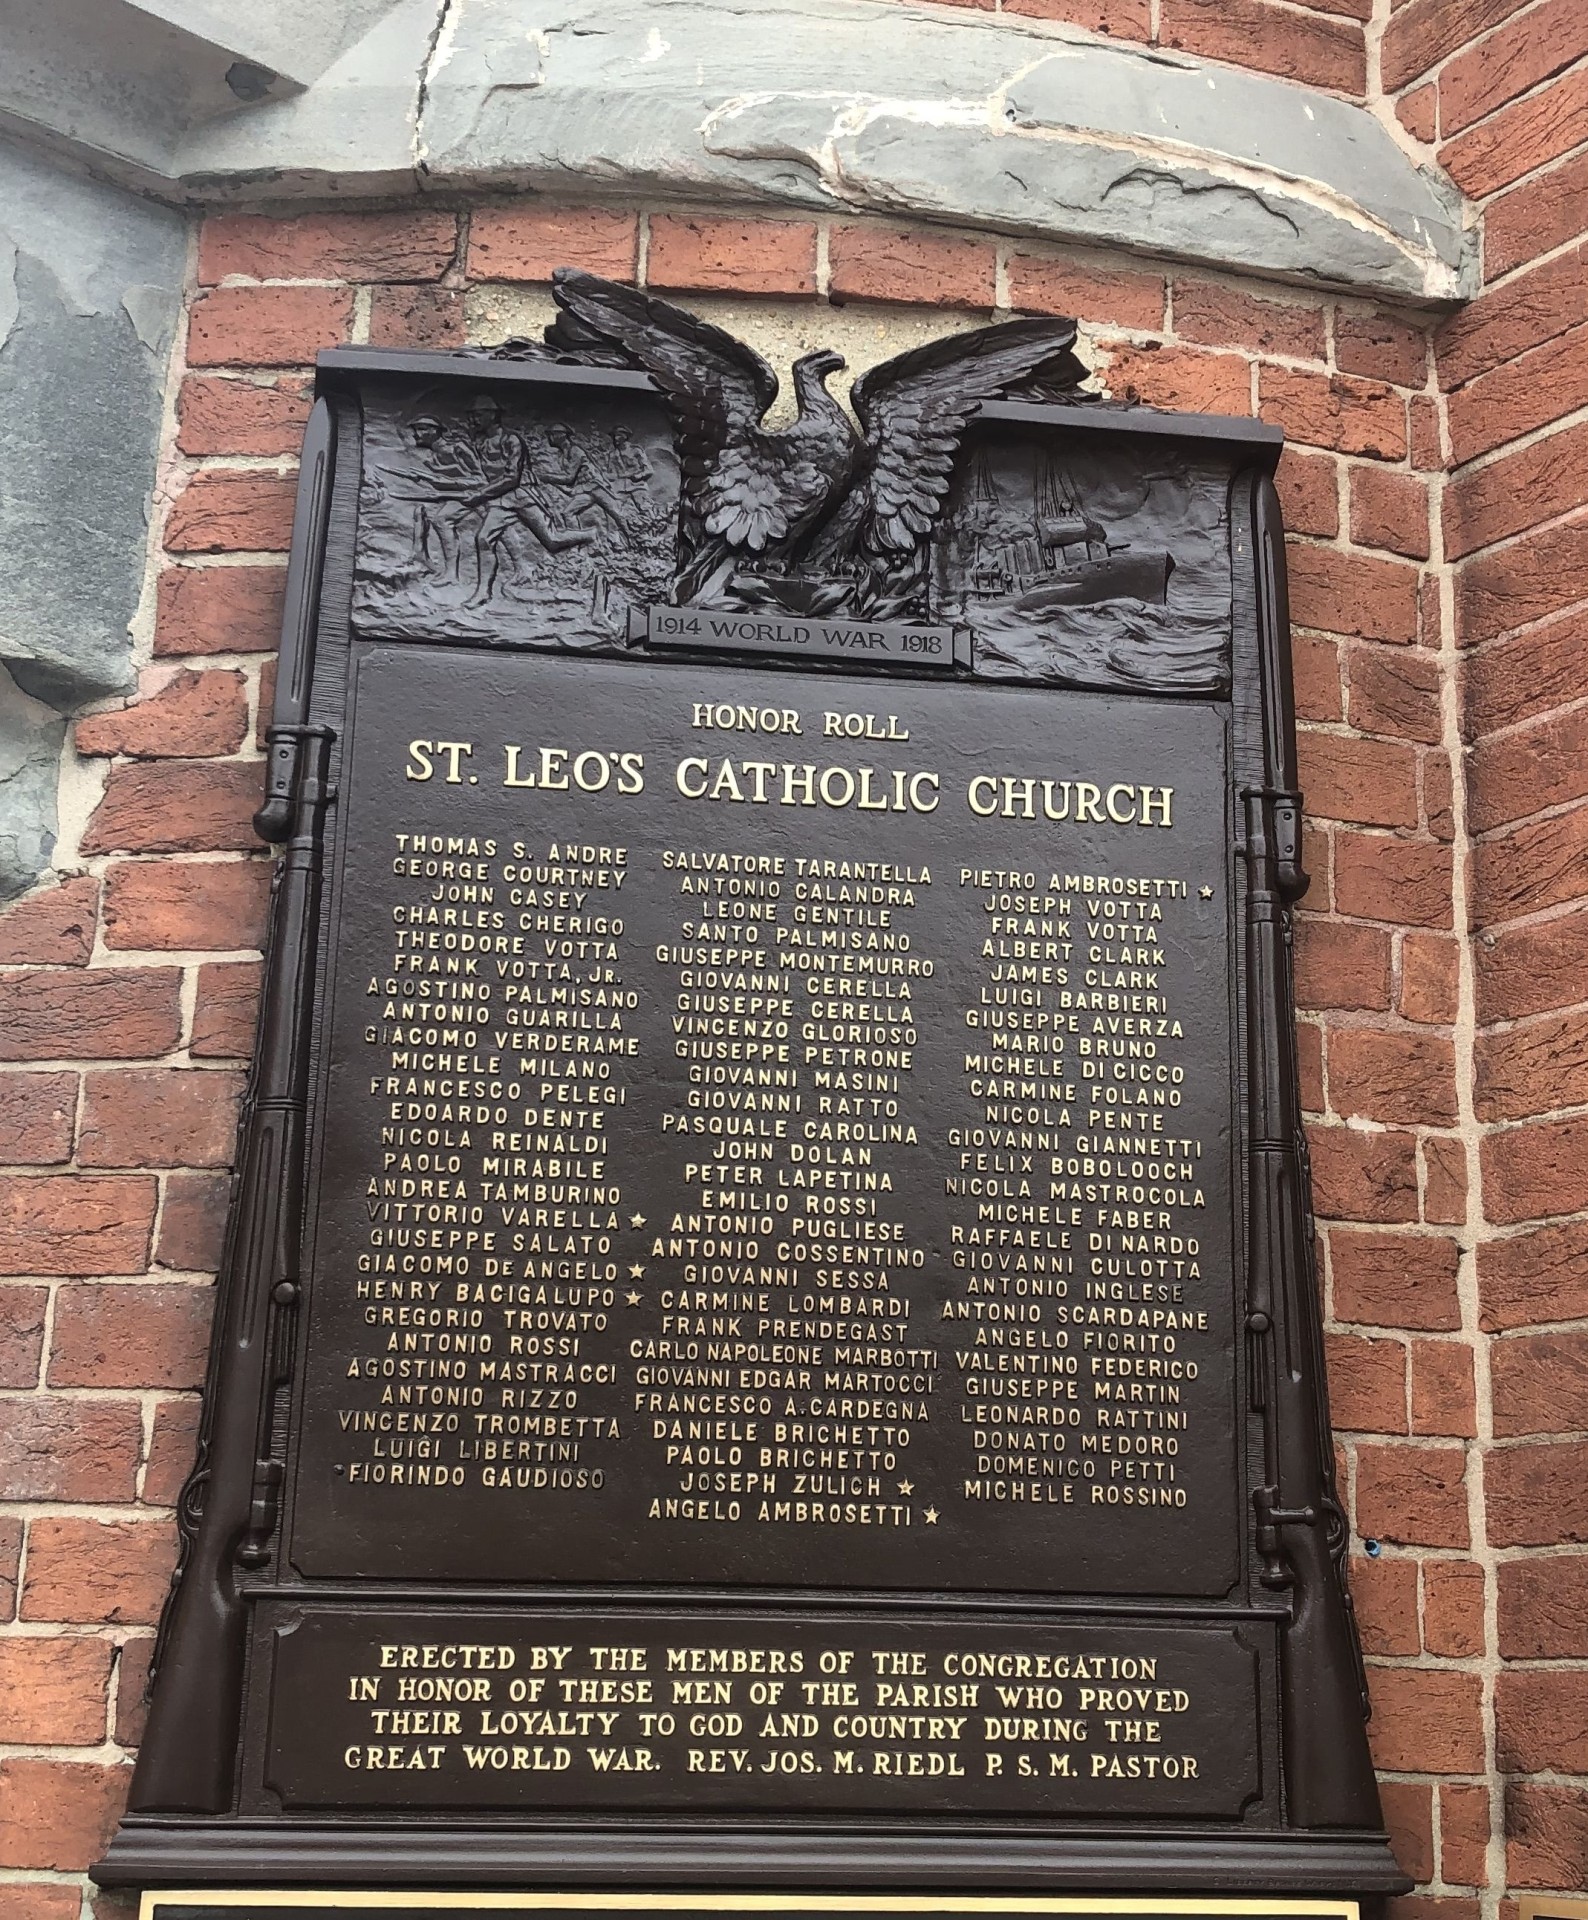 1914 WORLD WAR 1918
HONOR ROLL
ST. LEO'S CATHOLIC CHURCH
THOMAS S. ANDRE
GEORGE COURTNEY
JOHN CASEY
CHARLES CHERIGO
THEODORE VOTTA
FRANK VOTTA, JR.
AGOSTINO PALMISANO
ANTONIO GUARILLA
GIACOMO VERDERAME
MICHELE MILANO
FRANCESCO PELEGI
EDOARDO DENTE
NICOLA REINALDI
PAOLO MIRABILE
ANDREA TAMBURINO
VITTORIO VARELLA ★
GIUSEPPE SALATO
GIACOMO DE ANGELO ★
HENRY BACIGALUPO ★
GREGORIO TROVATO
ANTONIO ROSSI
AGOSTINO MASTRACCI
ANTONIO RIZZO
VINCENZO TROMBETTA
LUIGI LIBERTINI
FIORINDO GAUDIOSO
SALVATORE TARANTELLA
ANTONIO CALANDRA
LEONE GENTILE
SANTO PALMISANO
GIUSEPPE MONTEMURRO
GIOVANNI CERELLA
GIUSEPPE CERELLA
VINCENZO GLORIOSO
GIUSEPPE PETRONE
GIOVANNI MASINI
GIOVANNI RATTO
PASQUALE CAROLINA
JOHN DOLAN
PETER LAPETINA
EMILIO ROSSI
ANTONIO PUGLIESE
ANTONIO COSSENTINO
GIOVANNI SESSA
CARMINE LOMBARDI
FRANK PRENDEGAST
CARLO NAPOLEONE MARBOTTI
GIOVANNI EDGAR MARTOCCI
FRANCESCO A. CARDEGNA
DANIELE BRICHETTO
PAOLO BRICHETTO
JOSEPH ZULICH ★
ANGELO AMBROSETTI ★
PIETRO AMBROSETTI ★
JOSEPH VOTTA
FRANK VOTTA
ALBERT CLARK
JAMES CLARK
LUIGI BARBIERI
GIUSEPPE AVERZA
MARIO BRUNO
MICHELE DI CICCO
CARMINE FOLANO
NICOLA PENTE
GIOVANNI GIANNETTI
FELIX BOBOLOOCH
NICOLA MASTROCOLA
MICHELE FABER
RAFFAELE DI NARDO
GIOVANNI CULOTTA
ANTONIO INGLESE
ANTONIO SCARDAPANE
ANGELO FIORITO
VALENTINO FEDERICO
GIUSEPPE MARTIN
LEONARDO RATTINI
DONATO MEDORO
DOMENICO PETTI
MICHELE ROSSINO
ERECTED BY THE MEMBERS OF THE CONGREGATION
IN HONOR OF THESE MEN OF THE PARISH WHO PROVED
THEIR LOYALTY TO GOD AND COUNTRY DURING THE
GREAT WORLD WAR. REV. JOS. M. RIEDL P. S. M. PASTOR